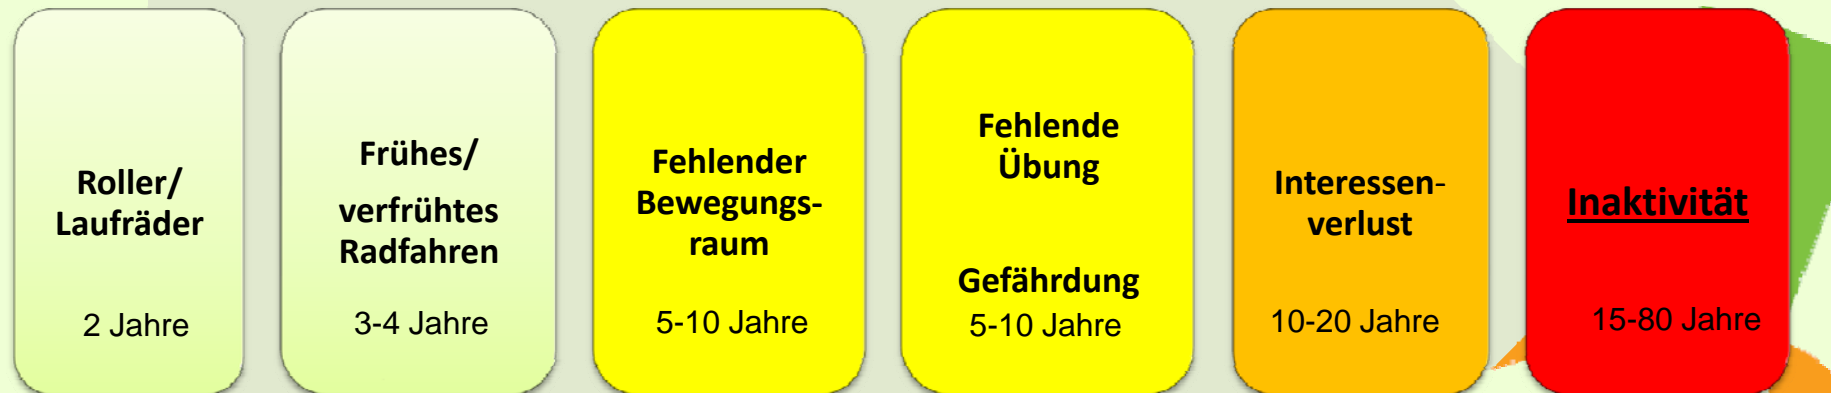 Roller/
Laufräder
2 Jahre
Frühes/
verfrühtes
Radfahren
3-4 Jahre
Fehlender
Bewegungs-
raum
5-10 Jahre
Fehlende
Übung
Gefährdung
5-10 Jahre
Interessen-
verlust
10-20 Jahre
Inaktivität
15-80 Jahre